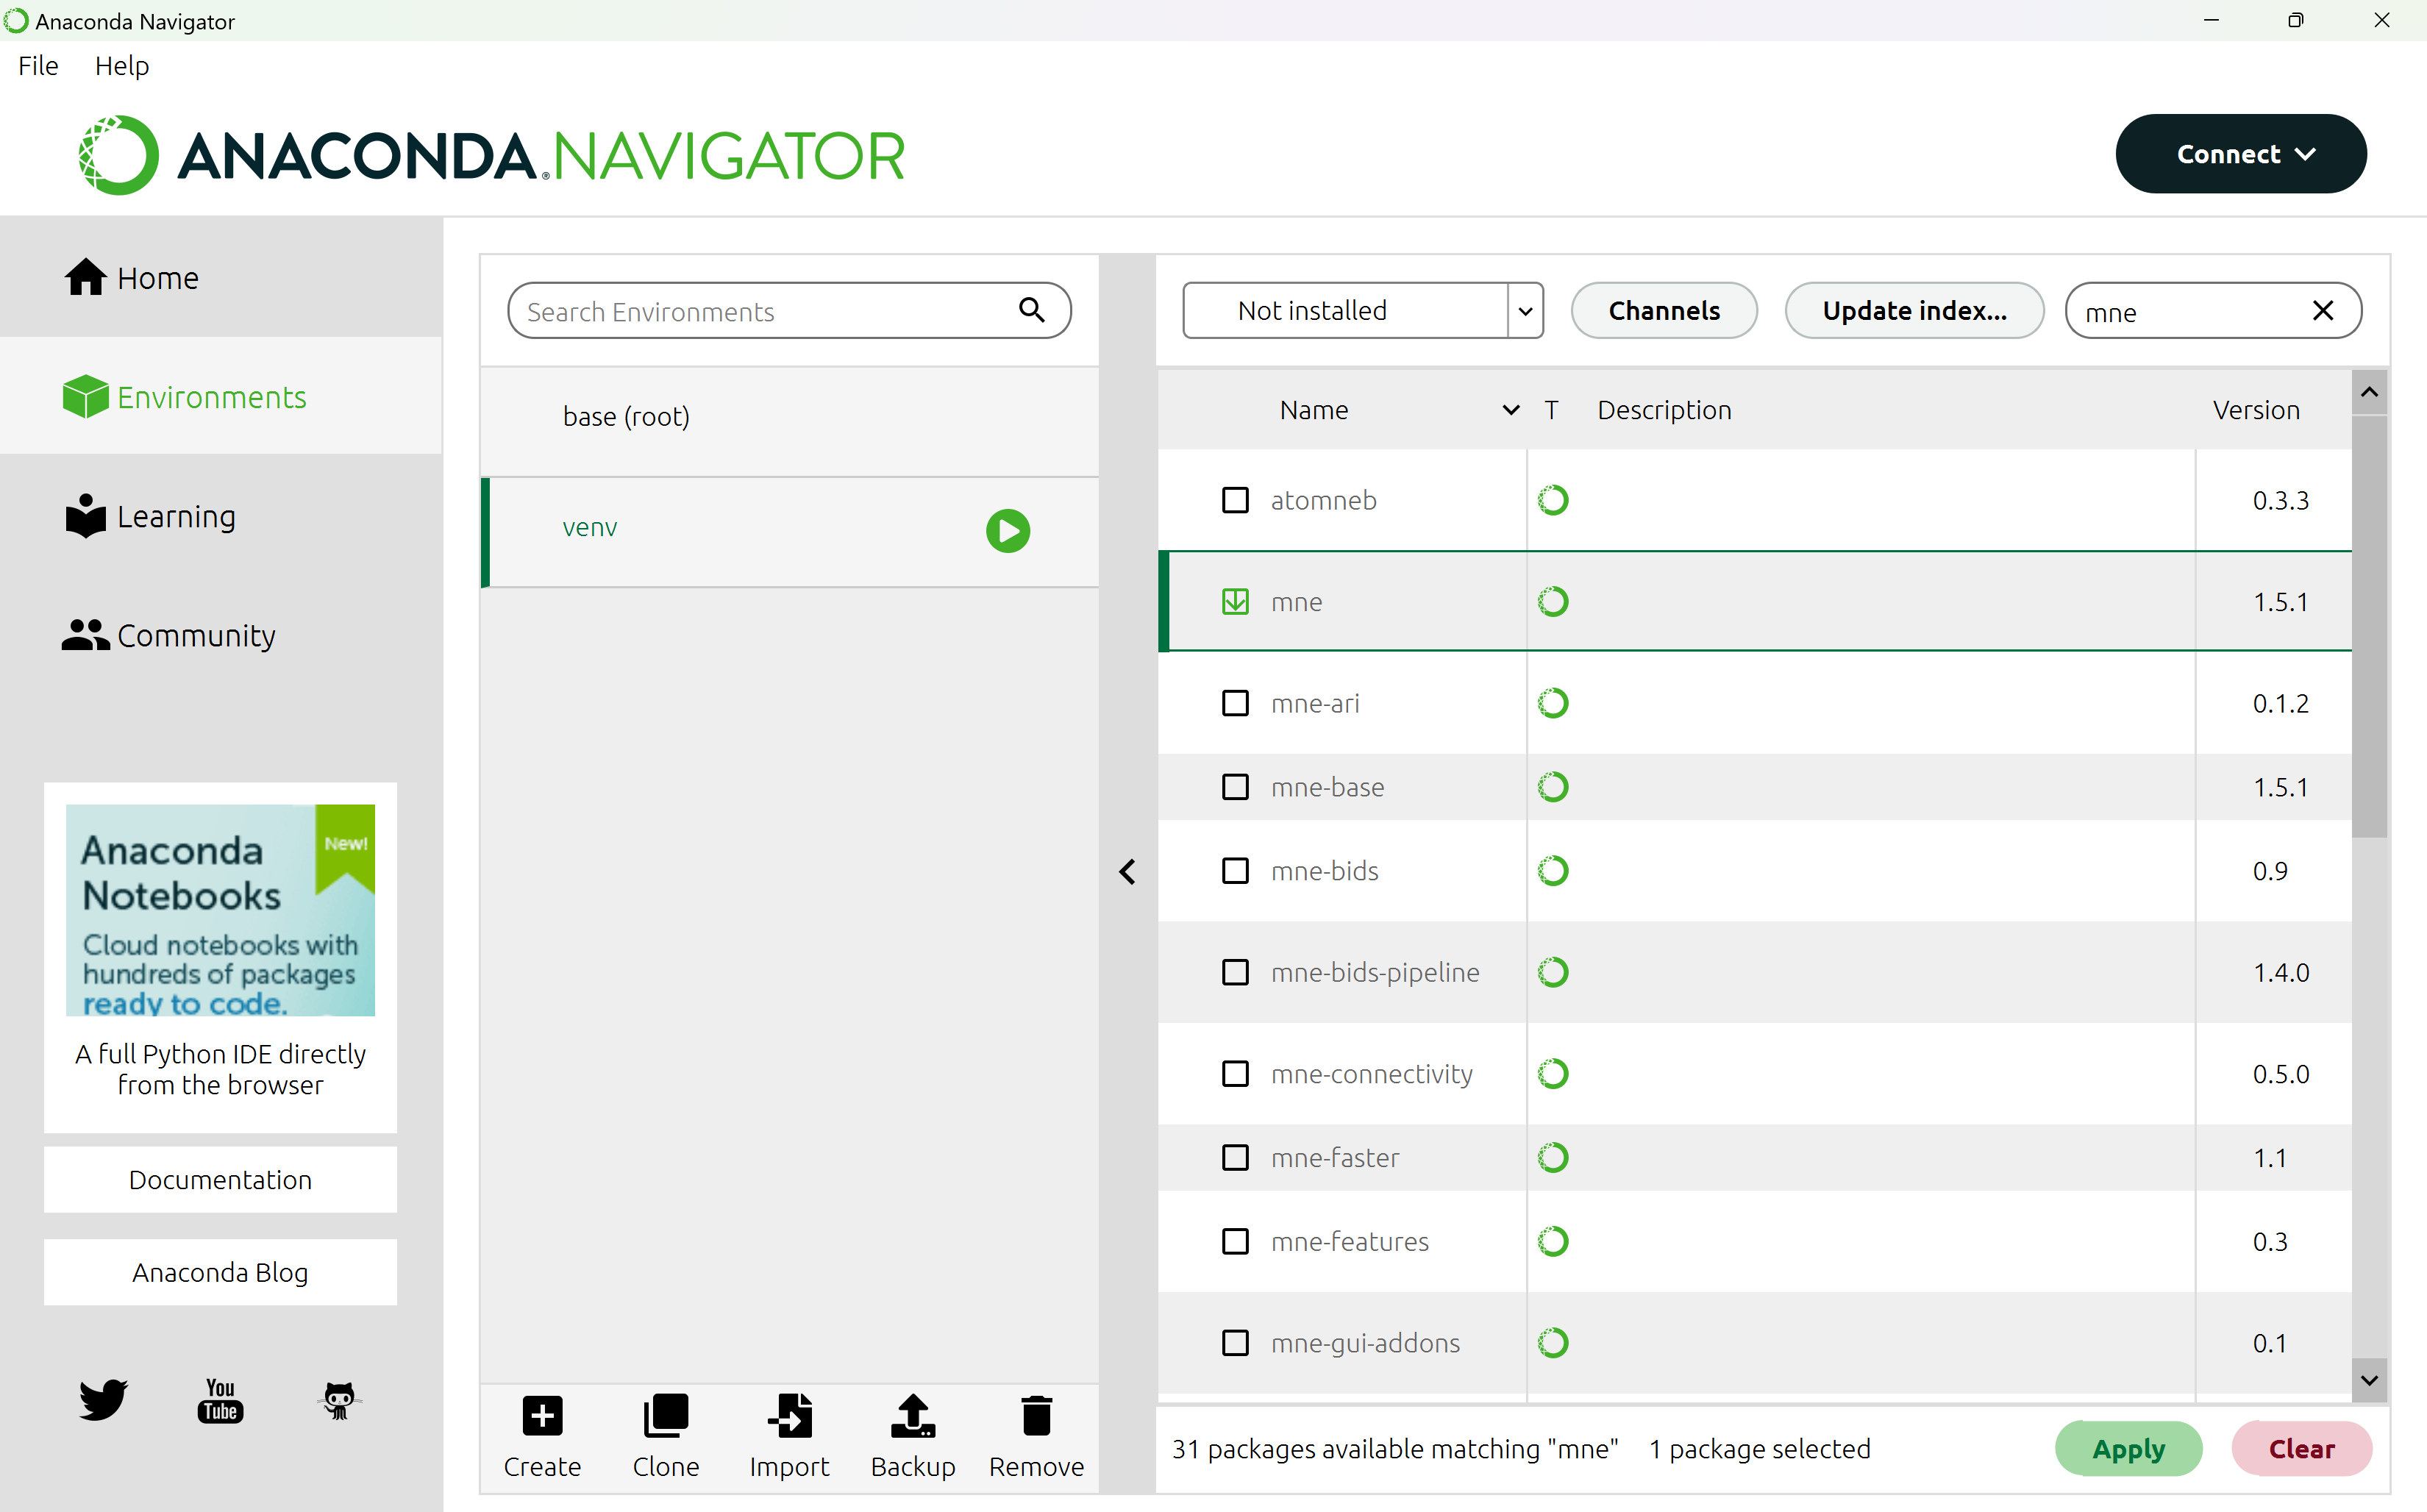 Anaconda Navigator
File Help
ANACONDA.NAVIGATOR
Connect
Home
Environments
Learning
Community
Anaconda
Notebooks
New!
Cloud notebooks with
hundreds of packages
ready to code.
A full Python IDE directly
from the browser
Documentation
Anaconda Blog
You
Tube
Search Environments
base (root)
venv
Create Clone Import Backup Remove
Not installed Channels Update index... mne
Name T Description Version
atomneb 0.3.3
mne 1.5.1
mne-ari 0.1.2
mne-base 1.5.1
mne-bids 0.9
mne-bids-pipeline 1.4.0
mne-connectivity 0.5.0
mne-faster 1.1
mne-features 0.3
mne-gui-addons 0.1
31 packages available matching "mne" 1 package selected Apply Clear